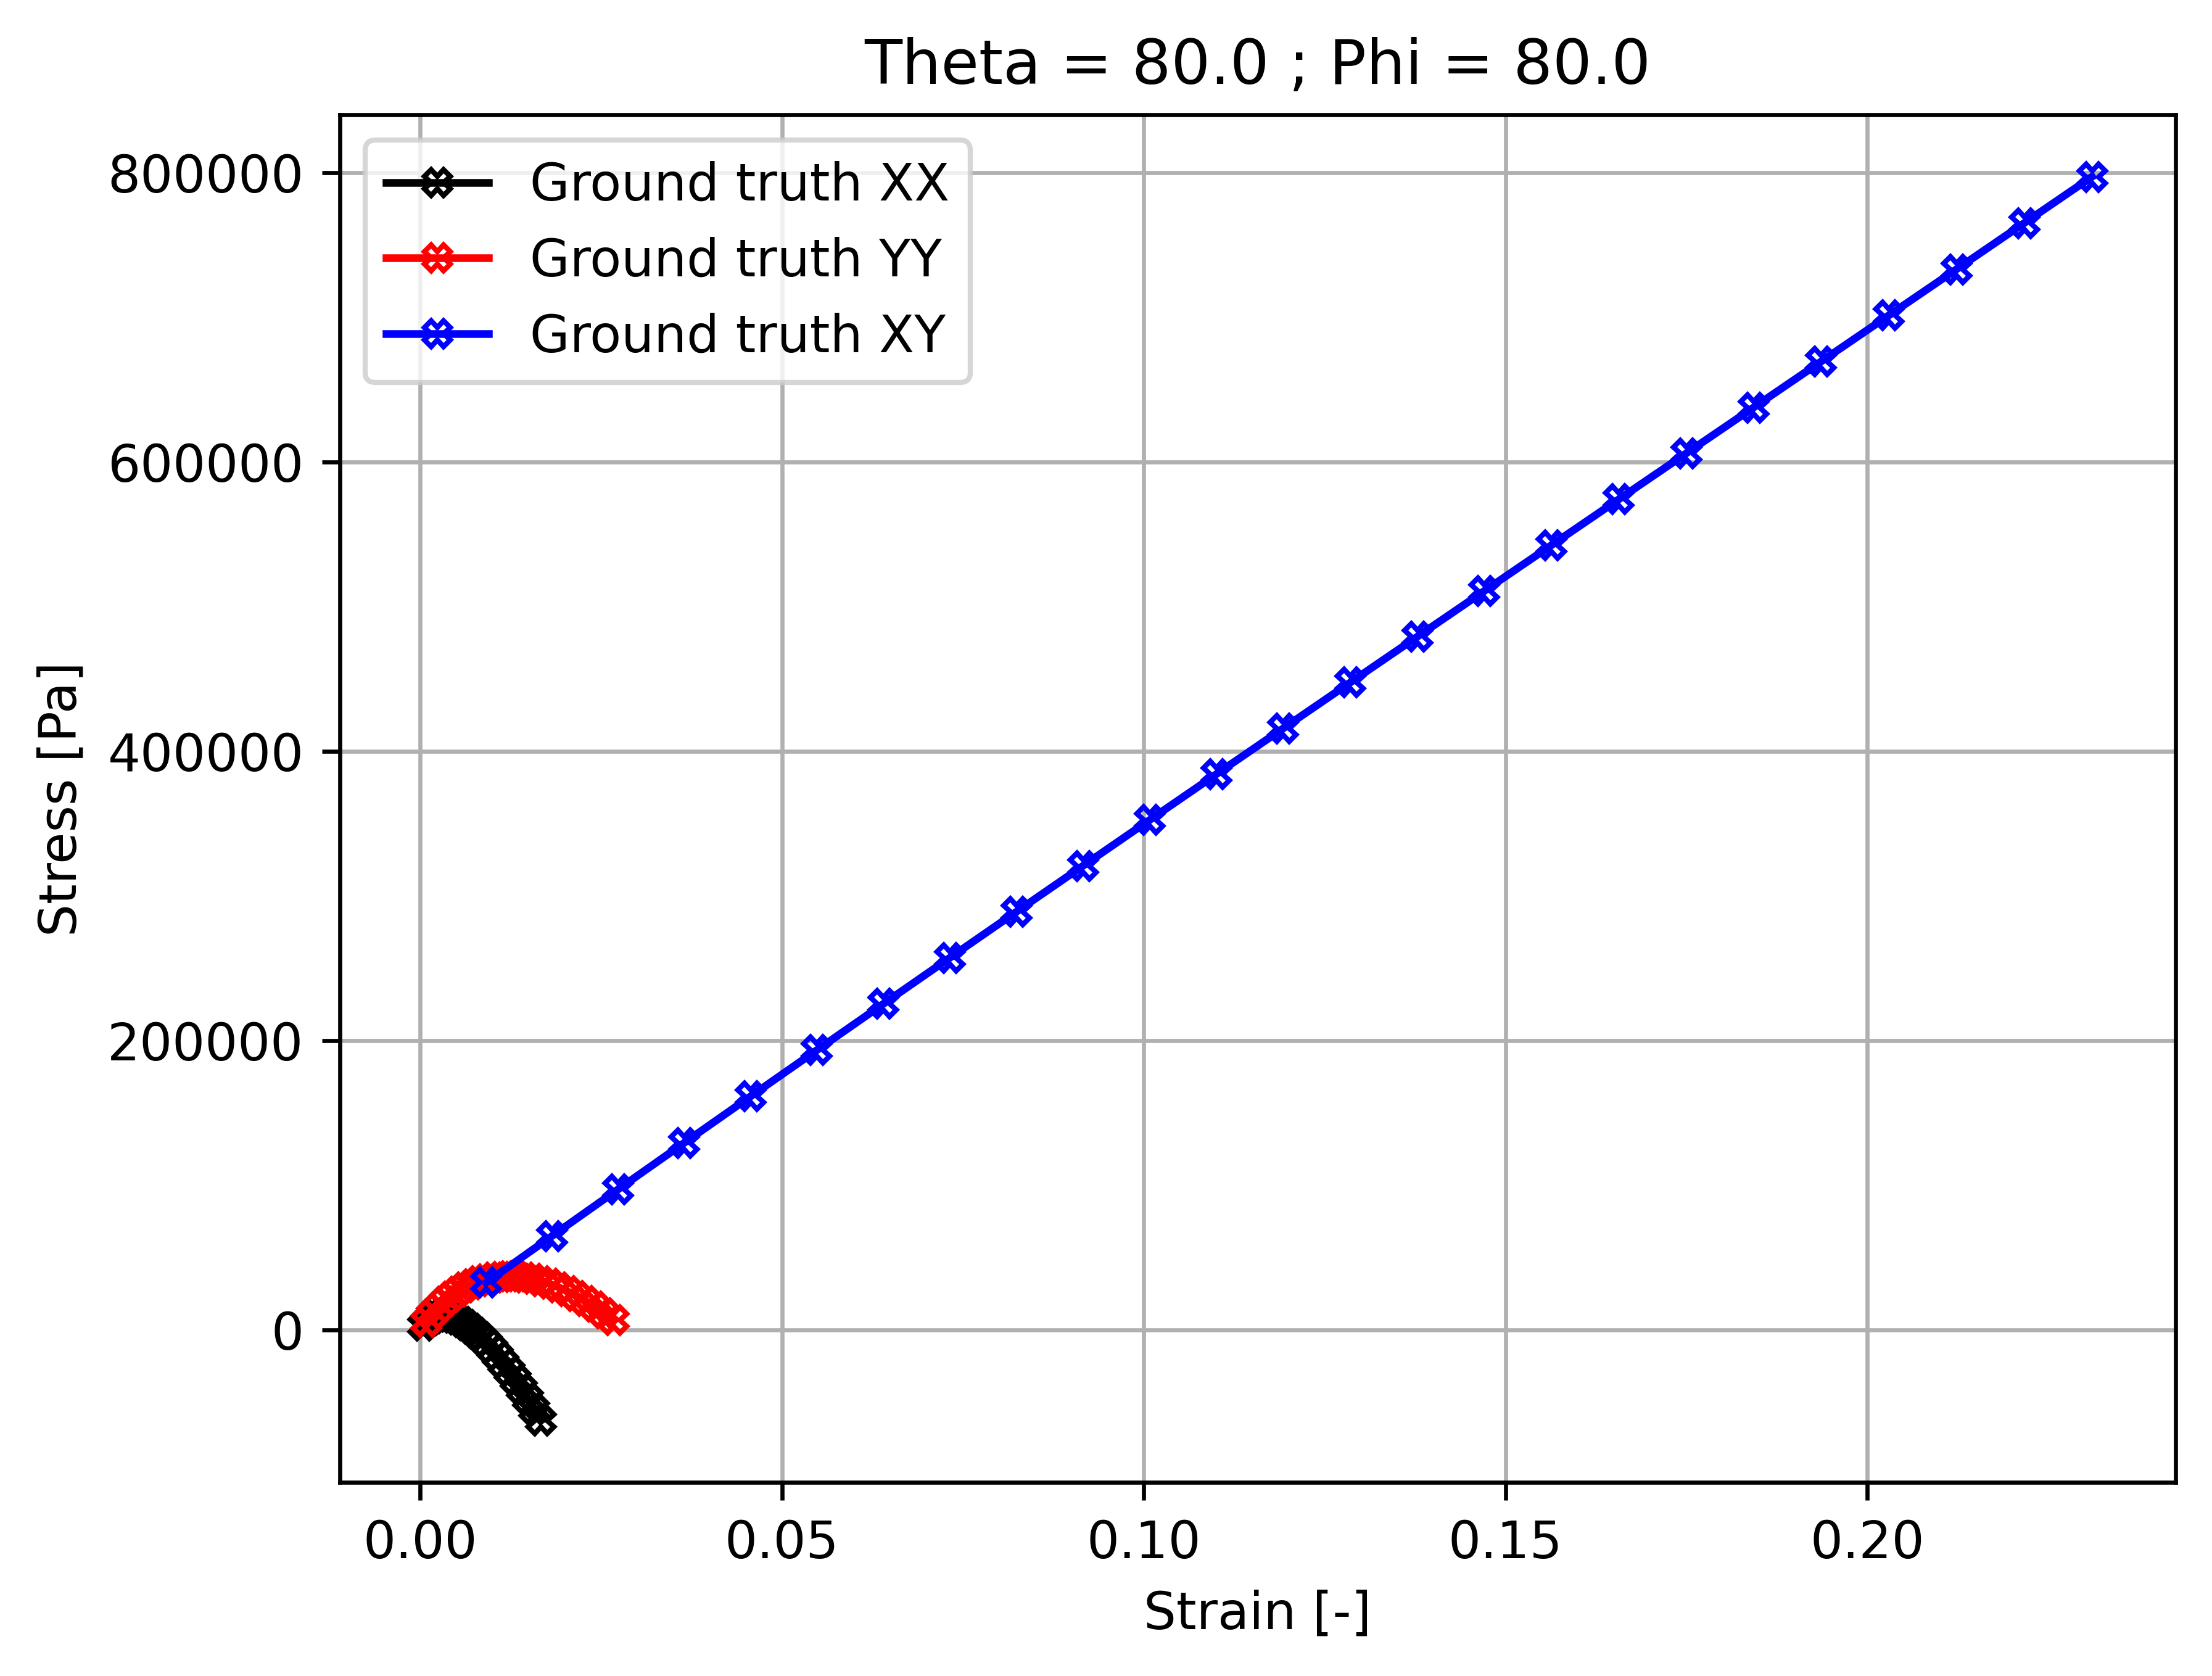 Theta = 80.0 ; Phi = 80.0
Ground truth XX
Ground truth YY
Ground truth XY
Stress [Pa]
800000
600000
400000
200000
0
0.00 0.05 0.10 0.15 0.20
Strain [-]